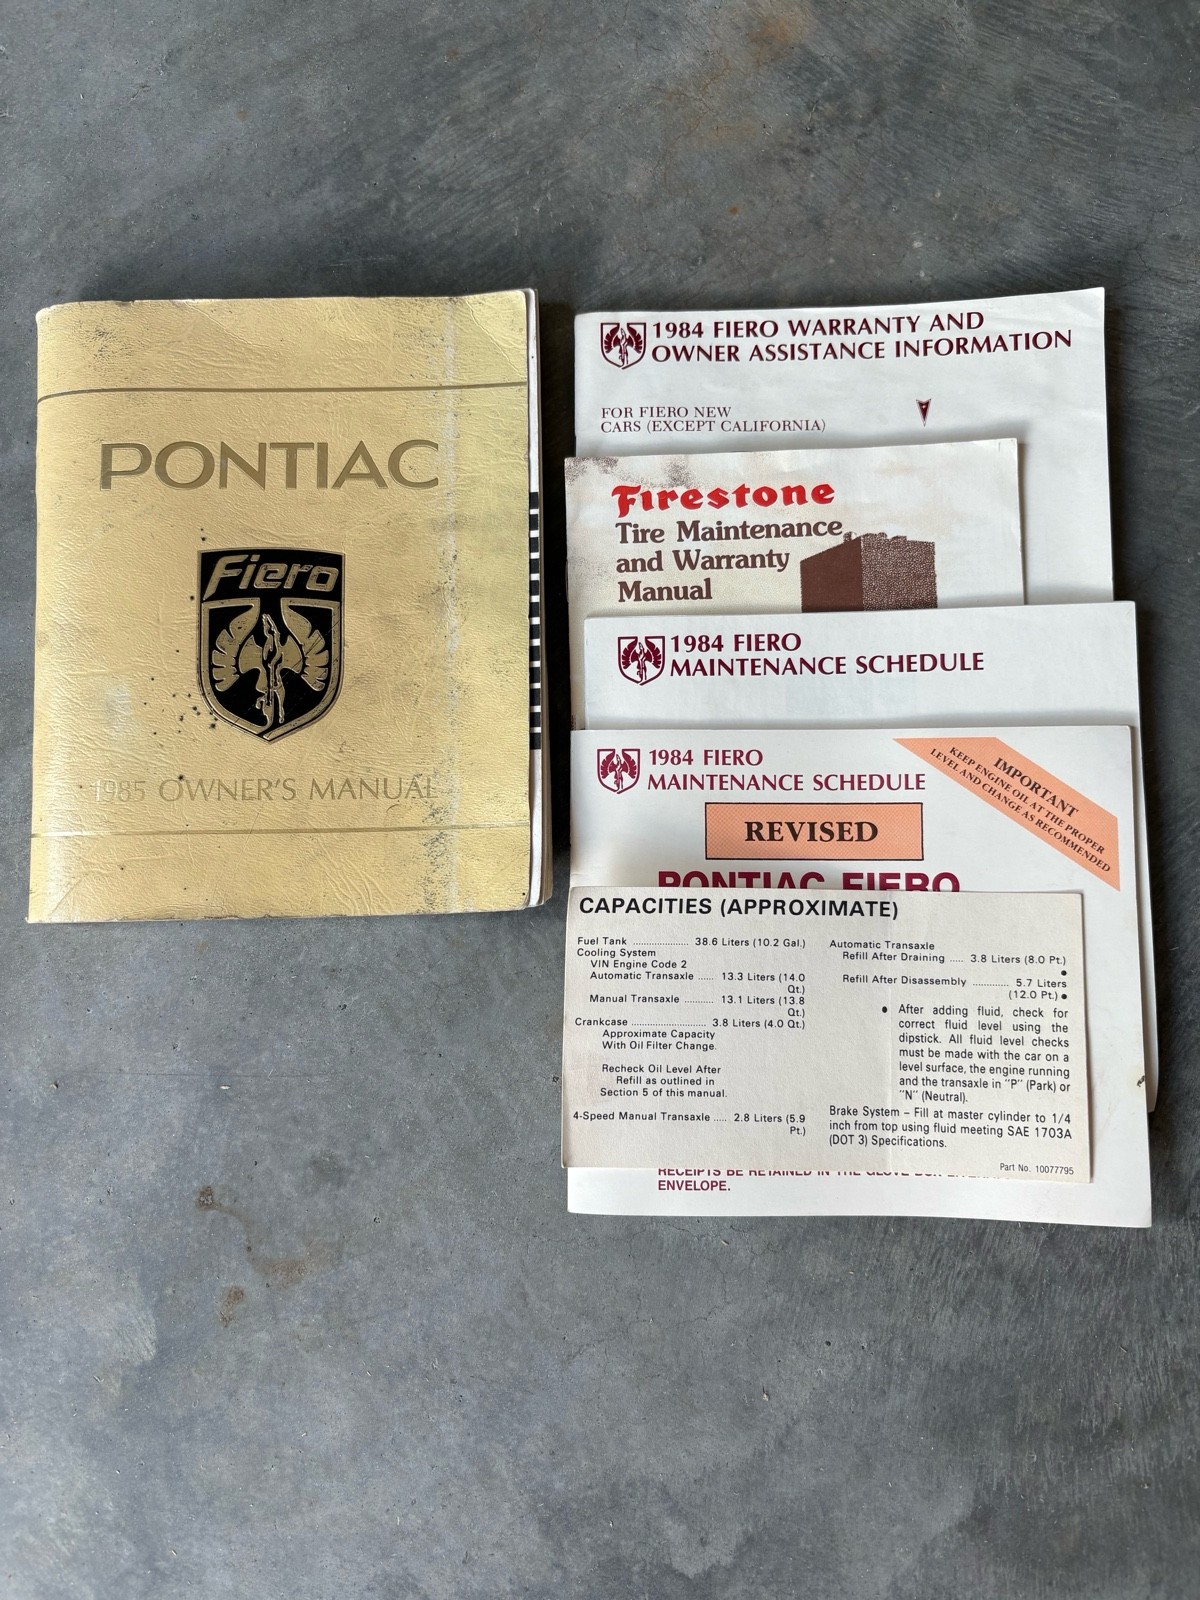 PONTIAC
Fiero
1985 OWNER'S MANUAL
1984 FIERO WARRANTY AND
OWNER ASSISTANCE INFORMATION
FOR FIERO NEW
CARS (EXCEPT CALIFORNIA)
Firestone
Tire Maintenance
and Warranty
Manual
1984 FIERO
MAINTENANCE SCHEDULE
1984 FIERO
MAINTENANCE SCHEDULE
REVISED
IMPORTANT
KEEP ENGINE OIL AT THE PROPER
LEVEL AND CHANGE AS RECOMMENDED
PONTIAC FIERO
CAPACITIES (APPROXIMATE)
Fuel Tank .................... 38.6 Liters (10.2 Gal.)
Cooling System
VIN Engine Code 2
Automatic Transaxle ...... 13.3 Liters (14.0
Qt.)
Manual Transaxle ........... 13.1 Liters (13.8
Qt.)
Crankcase .......................... 3.8 Liters (4.0 Qt.)
Approximate Capacity
With Oil Filter Change.
Recheck Oil Level After
Refill as outlined in
Section 5 of this manual.
4-Speed Manual Transaxle ..... 2.8 Liters (5.9
Pt.)
Automatic Transaxle
Refill After Draining ..... 3.8 Liters (8.0 Pt.)
●
Refill After Disassembly ............. 5.7 Liters
(12.0 Pt.) ●
● After adding fluid, check for
correct fluid level using the
dipstick. All fluid level checks
must be made with the car on a
level surface, the engine running
and the transaxle in "P" (Park) or
"N" (Neutral).
Brake System – Fill at master cylinder to 1/4
inch from top using fluid meeting SAE 1703A
(DOT 3) Specifications.
Part No. 10077795
RECEIPTS BE RETAINED IN THE GLOVE BOX
ENVELOPE.